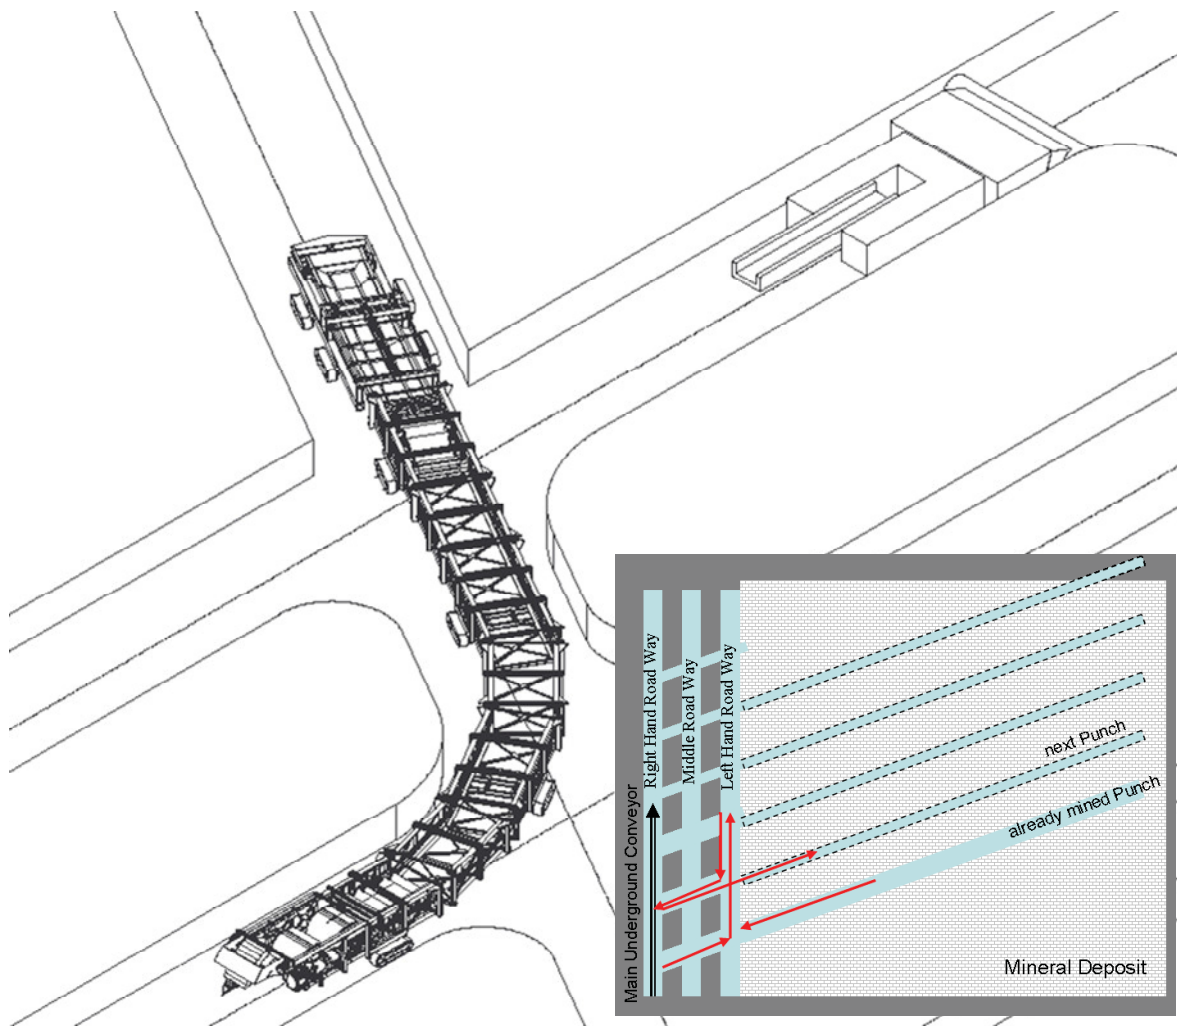 Main Underground Conveyor
Right Hand Road Way
Middle Road Way
Left Hand Road Way
next Punch
already mined Punch
Mineral Deposit